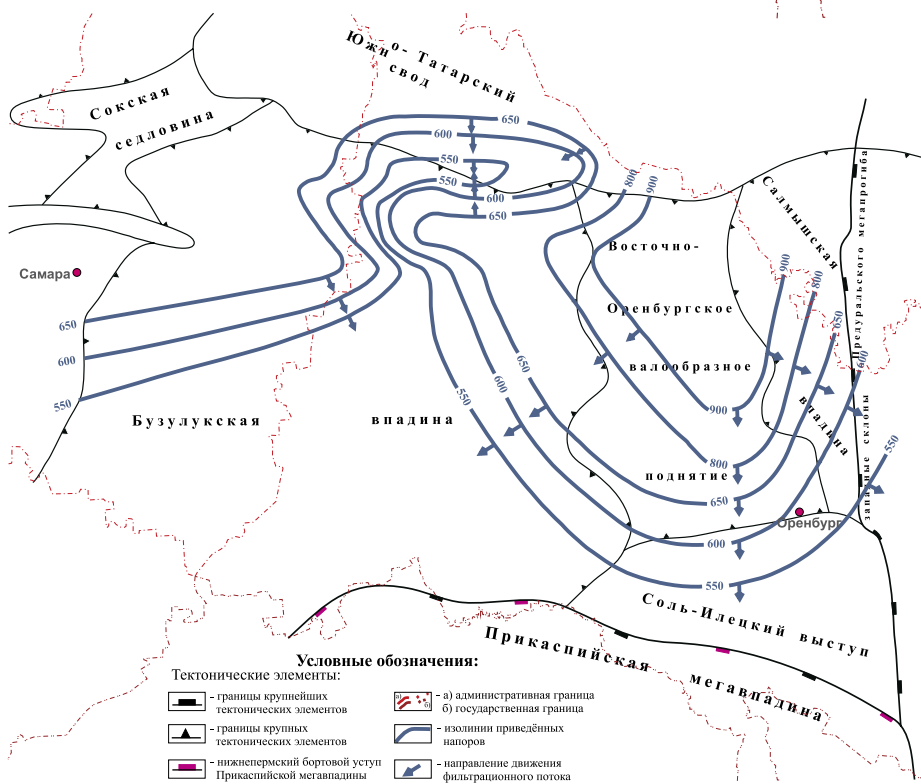 Южно-Татарский
свод
Сокская
седловина
650
600
550
550
600
650
800
900
Салмышская
впадина
Восточно-
Оренбургское
валообразное
поднятие
Самара
650
600
550
Бузулукская
впадина
900
800
650
600
550
западные склоны Предуральского мегапрогиба
650
600
550
900
800
650
600
550
Оренбург
Соль-Илецкий выступ
Прикаспийская
мегавпадина
Условные обозначения:
Тектонические элементы:
- границы крупнейших
тектонических элементов
- границы крупных
тектонических элементов
- нижнепермский бортовой уступ
Прикаспийской мегавпадины
а)
б)
- а) административная граница
б) государственная граница
- изолинии приведённых
напоров
- направление движения
фильтрационного потока